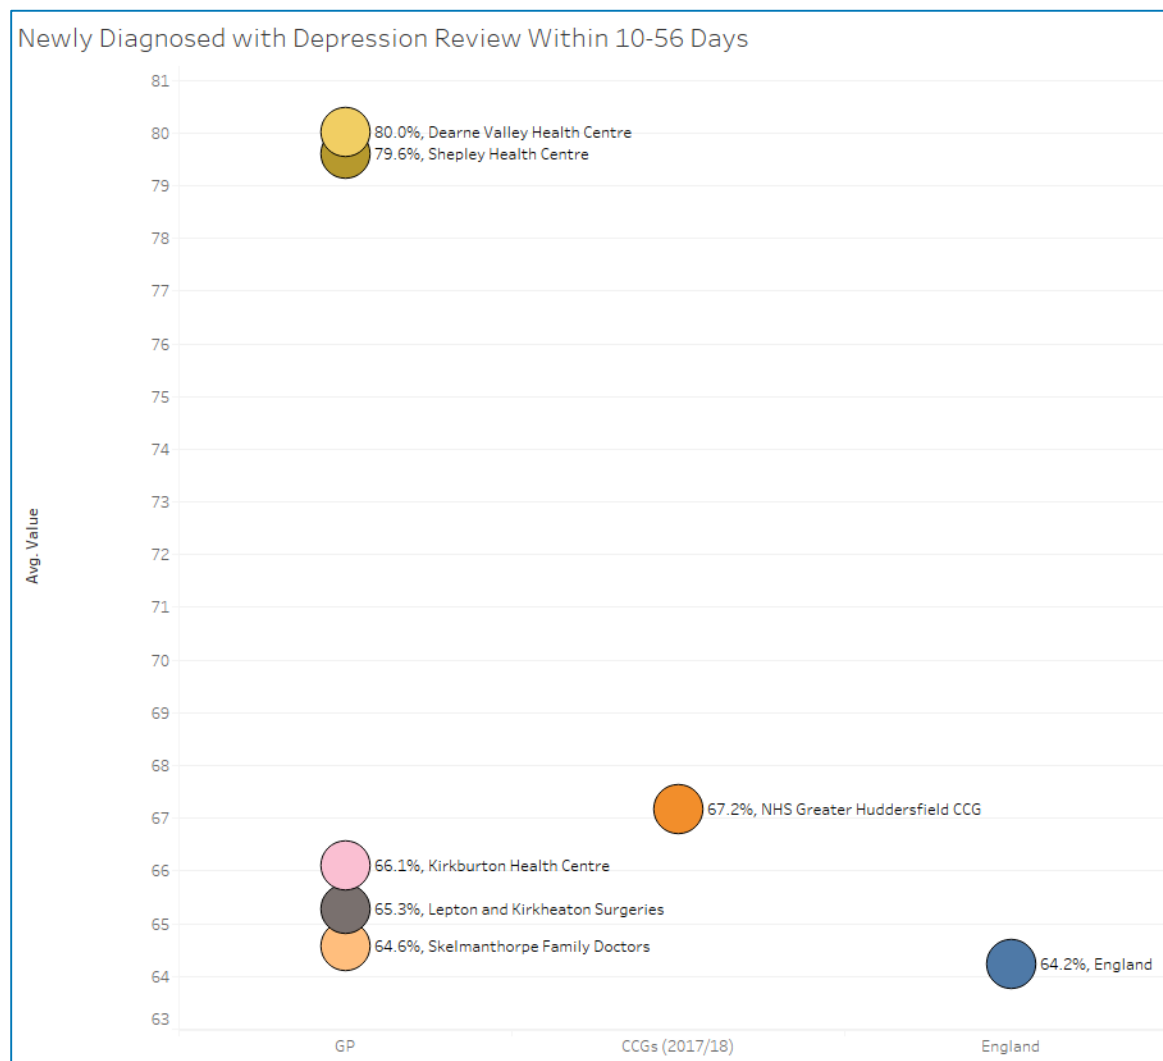 Newly Diagnosed with Depression Review Within 10-56 Days
81
80
79
78
77
76
75
74
73
72
71
70
69
68
67
66
65
64
63
Avg. Value
80.0%, Dearne Valley Health Centre
79.6%, Shepley Health Centre
67.2%, NHS Greater Huddersfield CCG
66.1%, Kirkburton Health Centre
65.3%, Lepton and Kirkheaton Surgeries
64.6%, Skelmanthorpe Family Doctors
64.2%, England
GP
CCGs (2017/18)
England